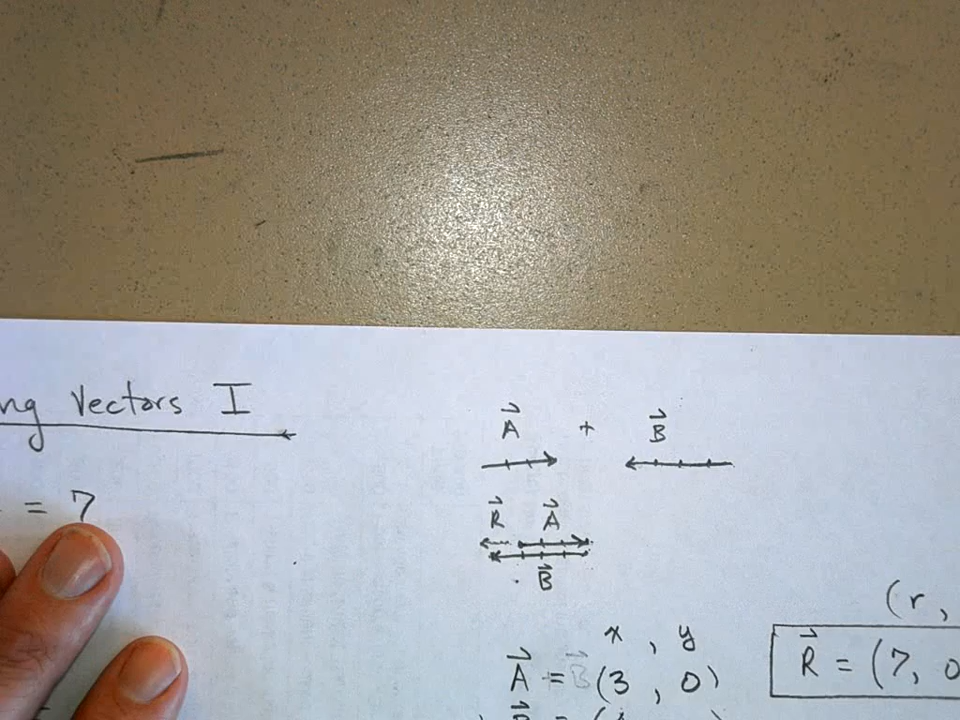 ng Vectors I
= 7
A⃗ + B⃗
R⃗ A⃗
B⃗
x , y
A⃗ = (3 , 0)
(r ,
R⃗ = (7, 0